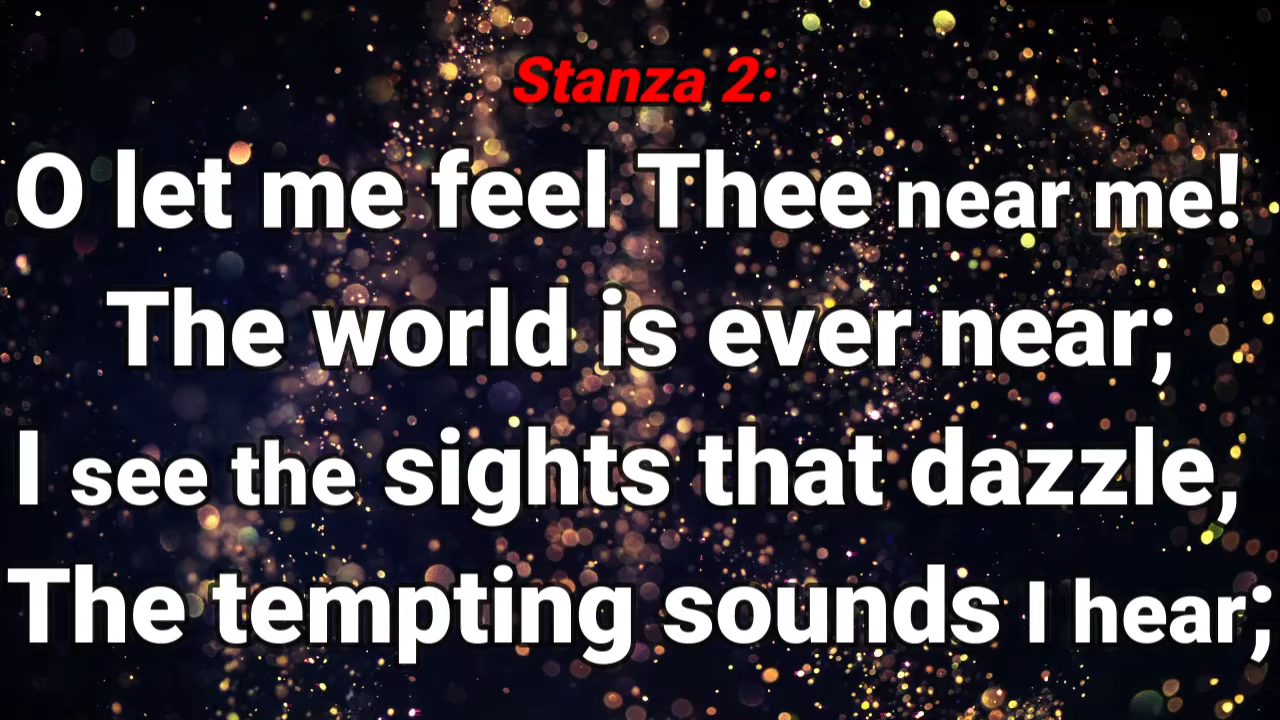 Stanza 2:
O let me feel Thee near me!
The world is ever near;
I see the sights that dazzle,
The tempting sounds I hear;